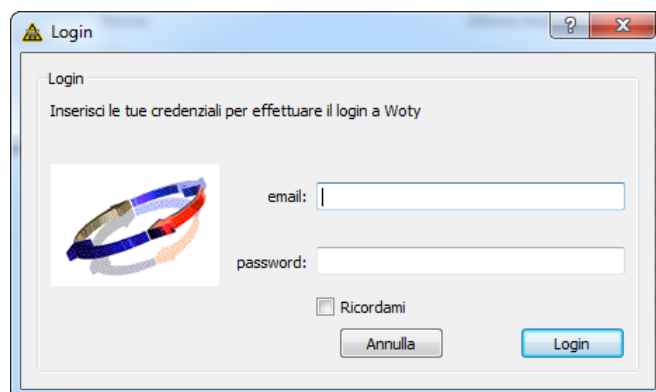 Login
Login
Inserisci le tue credenziali per effettuare il login a Woty
email:
password:
Ricordami
Annulla Login